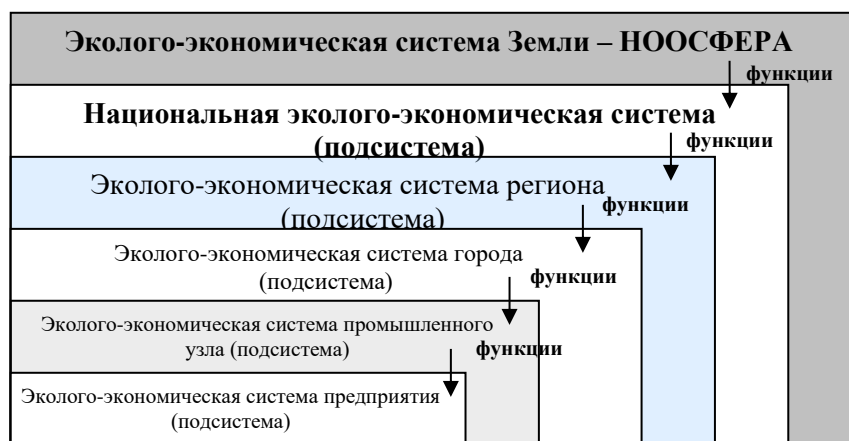 Эколого-экономическая система Земли – НООСФЕРА
функции
Национальная эколого-экономическая система
(подсистема)
функции
Эколого-экономическая система региона
(подсистема)
функции
Эколого-экономическая система города
(подсистема)
функции
Эколого-экономическая система промышленного
узла (подсистема)
функции
Эколого-экономическая система предприятия
(подсистема)